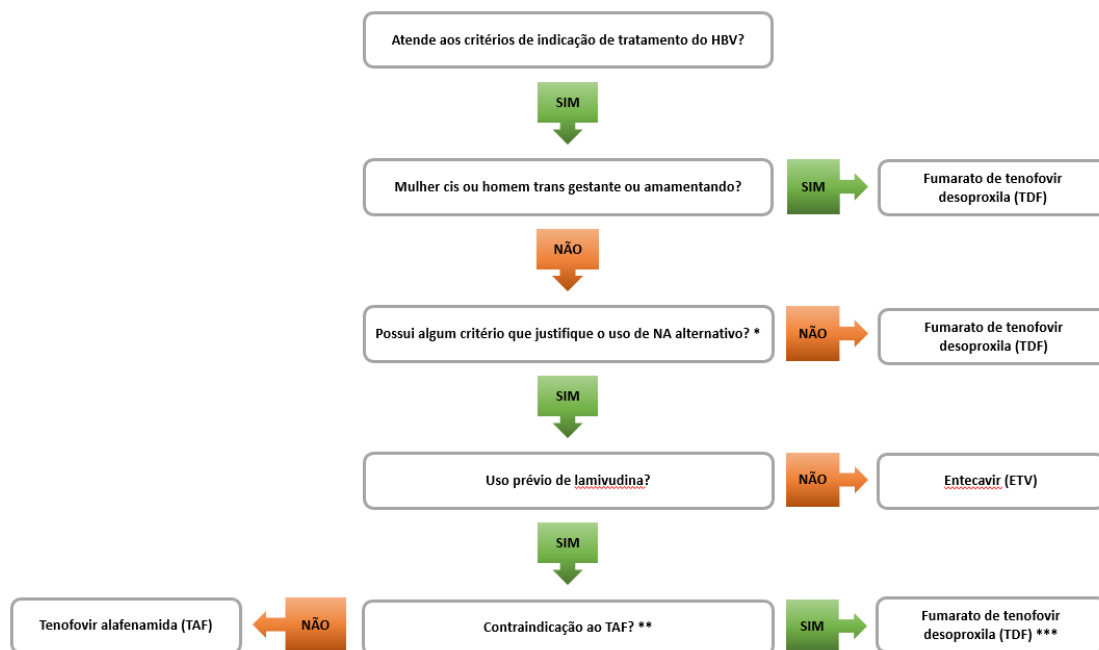 Atende aos critérios de indicação de tratamento do HBV?
SIM
Mulher cis ou homem trans gestante ou amamentando?
SIM
Fumarato de tenofovir
desoproxila (TDF)
NÃO
Possui algum critério que justifique o uso de NA alternativo? *
NÃO
Fumarato de tenofovir
desoproxila (TDF)
SIM
Uso prévio de lamivudina?
NÃO
Entecavir (ETV)
SIM
Tenofovir alafenamida (TAF)
NÃO
Contraindicação ao TAF? **
SIM
Fumarato de tenofovir
desoproxila (TDF) ***